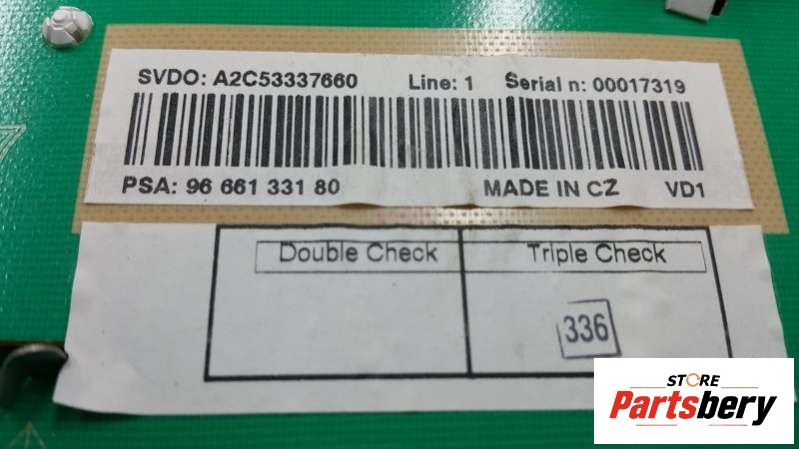 SVDO: A2C53337660 Line: 1 Serial n: 00017319
PSA: 96 661 331 80 MADE IN CZ VD1
Double Check Triple Check
336
7
STORE
Partsbery